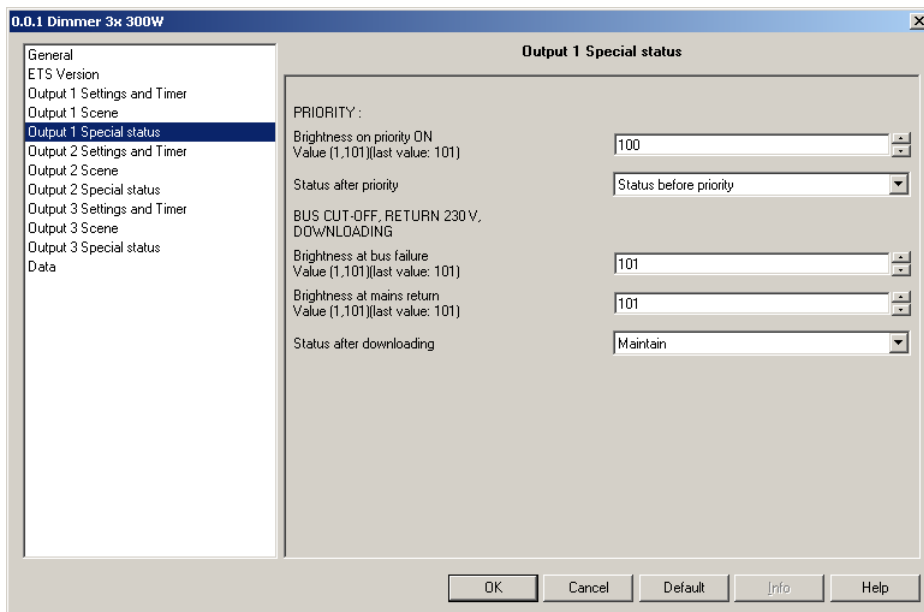 0.0.1 Dimmer 3x 300W
General
ETS Version
Output 1 Settings and Timer
Output 1 Scene
Output 1 Special status
Output 2 Settings and Timer
Output 2 Scene
Output 2 Special status
Output 3 Settings and Timer
Output 3 Scene
Output 3 Special status
Data
Output 1 Special status
PRIORITY :
Brightness on priority ON
Value (1,101)(last value: 101)
100
Status after priority
Status before priority
BUS CUT-OFF, RETURN 230 V,
DOWNLOADING
Brightness at bus failure
Value (1,101)(last value: 101)
101
Brightness at mains return
Value (1,101)(last value: 101)
101
Status after downloading
Maintain
OK
Cancel
Default
Info
Help